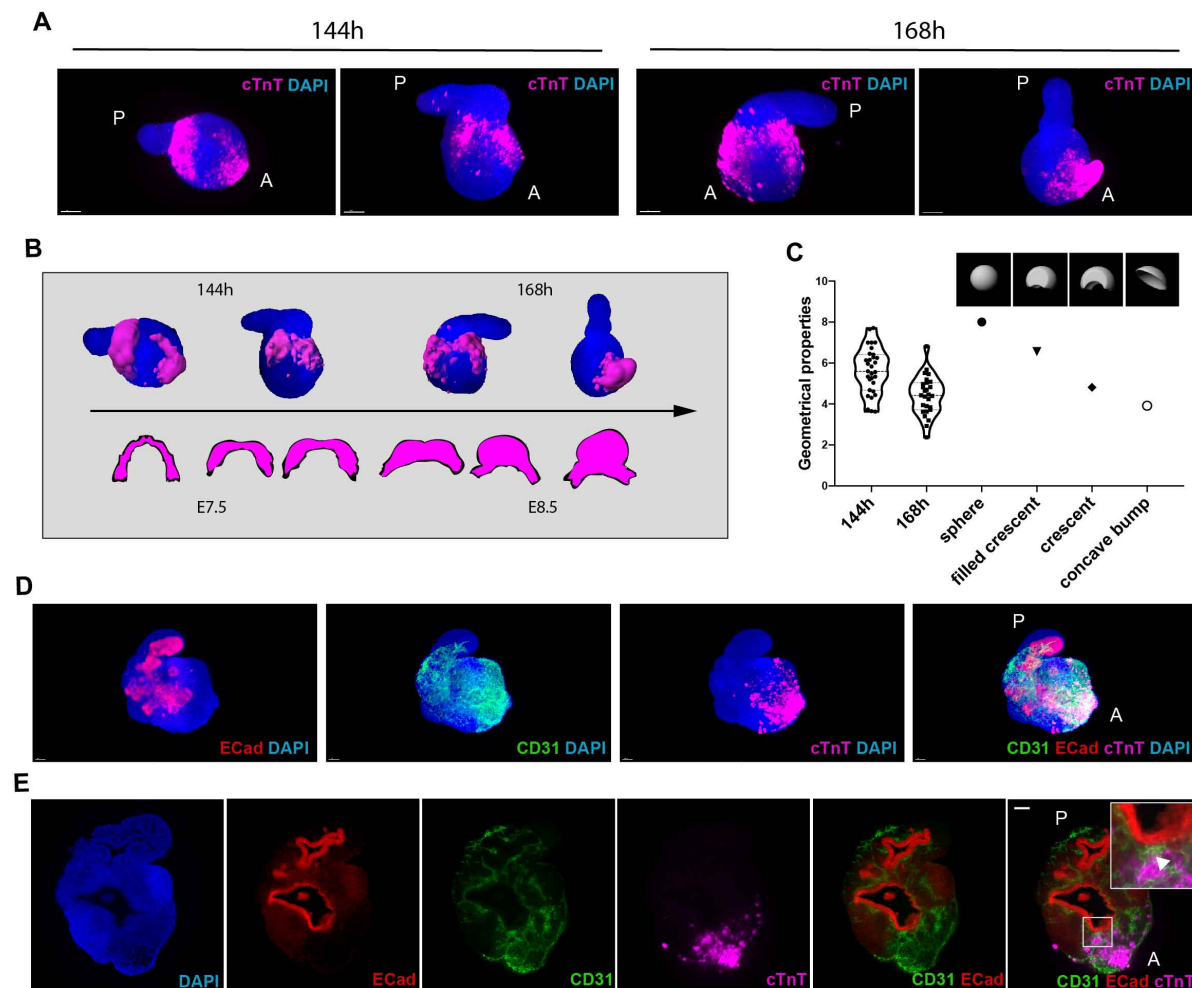 A
144h
168h
cTnT DAPI
P
A
cTnT DAPI
P
A
cTnT DAPI
P
A
cTnT DAPI
P
A
B
144h
168h
E7.5
E8.5
C
Geometrical properties
10
8
6
4
2
0
144h
168h
sphere
filled crescent
crescent
concave bump
D
ECad DAPI
CD31 DAPI
cTnT DAPI
P
A
CD31 ECad cTnT DAPI
E
DAPI
ECad
CD31
cTnT
CD31 ECad
P
A
CD31 ECad cTnT